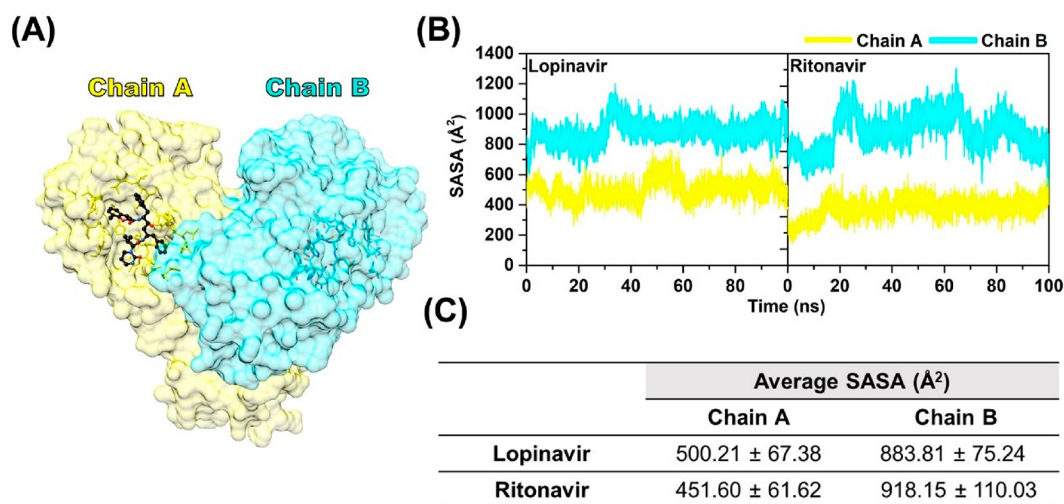 (A)
Chain A Chain B
(B)
Chain A Chain B
Lopinavir Ritonavir
SASA (Å²)
1400
1200
1000
800
600
400
200
0
0 20 40 60 80 0 20 40 60 80 100
Time (ns)
(C)
Average SASA (Å²)
Chain A Chain B
Lopinavir 500.21 ± 67.38 883.81 ± 75.24
Ritonavir 451.60 ± 61.62 918.15 ± 110.03